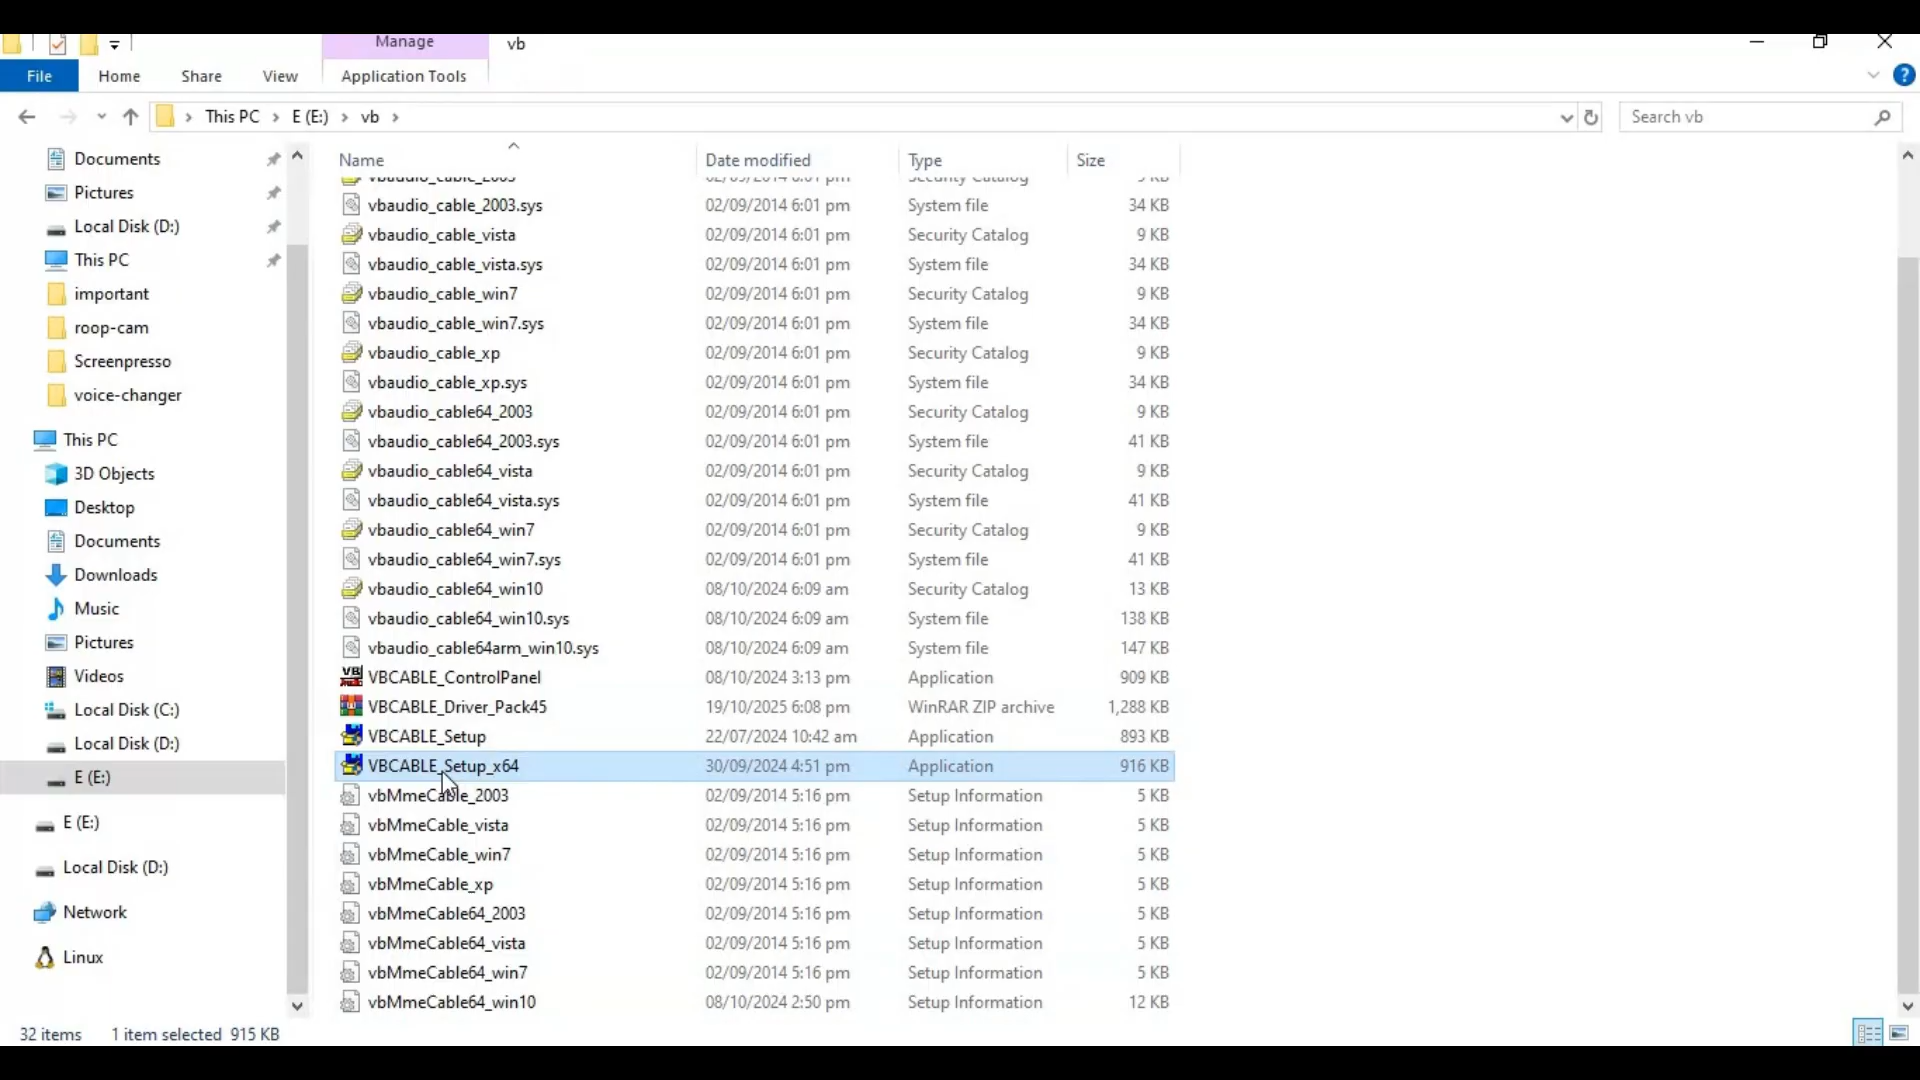 Manage
vb
File
Home
Share
View
Application Tools
This PC
E (E:)
vb
Search vb
Documents
Pictures
Local Disk (D:)
This PC
important
roop-cam
Screenpresso
voice-changer
This PC
3D Objects
Desktop
Documents
Downloads
Music
Pictures
Videos
Local Disk (C:)
Local Disk (D:)
E (E:)
E (E:)
Local Disk (D:)
Network
Linux
Name Date modified Type Size
vbaudio_cable_2003 02/09/2014 6:01 pm Security Catalog 9 KB
vbaudio_cable_2003.sys 02/09/2014 6:01 pm System file 34 KB
vbaudio_cable_vista 02/09/2014 6:01 pm Security Catalog 9 KB
vbaudio_cable_vista.sys 02/09/2014 6:01 pm System file 34 KB
vbaudio_cable_win7 02/09/2014 6:01 pm Security Catalog 9 KB
vbaudio_cable_win7.sys 02/09/2014 6:01 pm System file 34 KB
vbaudio_cable_xp 02/09/2014 6:01 pm Security Catalog 9 KB
vbaudio_cable_xp.sys 02/09/2014 6:01 pm System file 34 KB
vbaudio_cable64_2003 02/09/2014 6:01 pm Security Catalog 9 KB
vbaudio_cable64_2003.sys 02/09/2014 6:01 pm System file 41 KB
vbaudio_cable64_vista 02/09/2014 6:01 pm Security Catalog 9 KB
vbaudio_cable64_vista.sys 02/09/2014 6:01 pm System file 41 KB
vbaudio_cable64_win7 02/09/2014 6:01 pm Security Catalog 9 KB
vbaudio_cable64_win7.sys 02/09/2014 6:01 pm System file 41 KB
vbaudio_cable64_win10 08/10/2024 6:09 am Security Catalog 13 KB
vbaudio_cable64_win10.sys 08/10/2024 6:09 am System file 138 KB
vbaudio_cable64arm_win10.sys 08/10/2024 6:09 am System file 147 KB
VBCABLE_ControlPanel 08/10/2024 3:13 pm Application 909 KB
VBCABLE_Driver_Pack45 19/10/2025 6:08 pm WinRAR ZIP archive 1,288 KB
VBCABLE_Setup 22/07/2024 10:42 am Application 893 KB
VBCABLE_Setup_x64 30/09/2024 4:51 pm Application 916 KB
vbMmeCable_2003 02/09/2014 5:16 pm Setup Information 5 KB
vbMmeCable_vista 02/09/2014 5:16 pm Setup Information 5 KB
vbMmeCable_win7 02/09/2014 5:16 pm Setup Information 5 KB
vbMmeCable_xp 02/09/2014 5:16 pm Setup Information 5 KB
vbMmeCable64_2003 02/09/2014 5:16 pm Setup Information 5 KB
vbMmeCable64_vista 02/09/2014 5:16 pm Setup Information 5 KB
vbMmeCable64_win7 02/09/2014 5:16 pm Setup Information 5 KB
vbMmeCable64_win10 08/10/2024 2:50 pm Setup Information 12 KB
32 items 1 item selected 915 KB